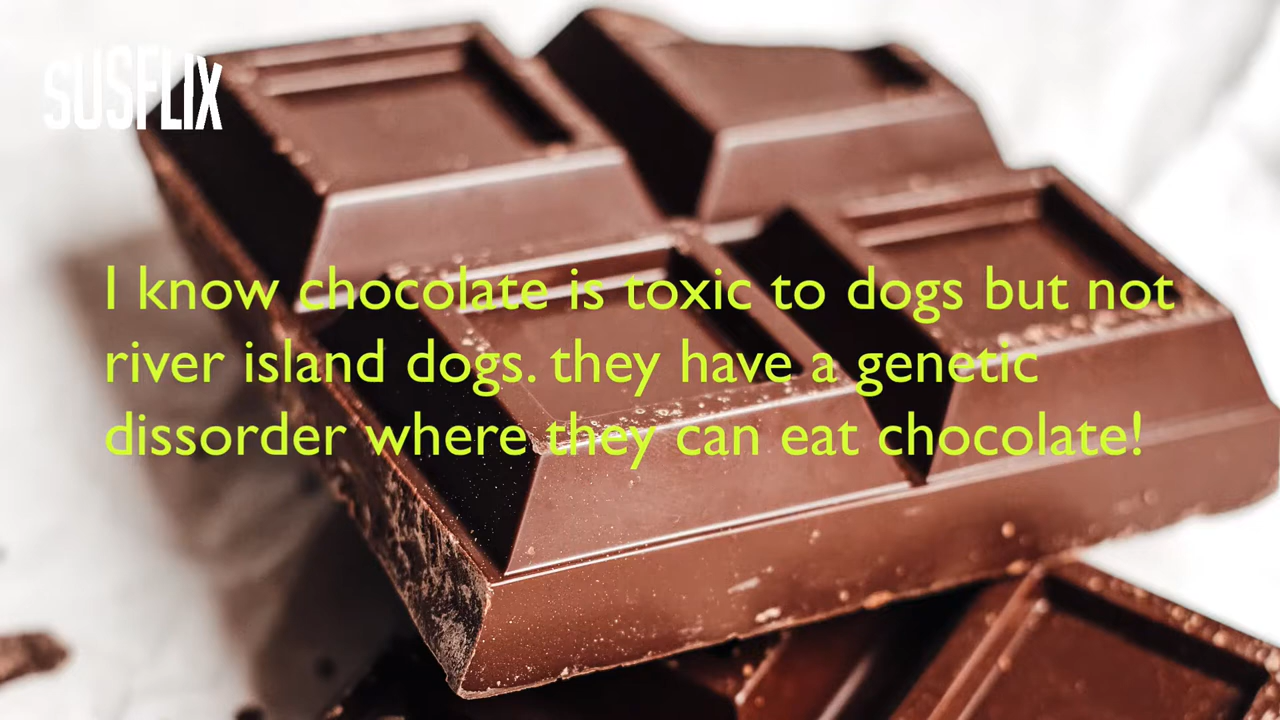 SUSFLIX
I know chocolate is toxic to dogs but not
river island dogs. they have a genetic
dissorder where they can eat chocolate!